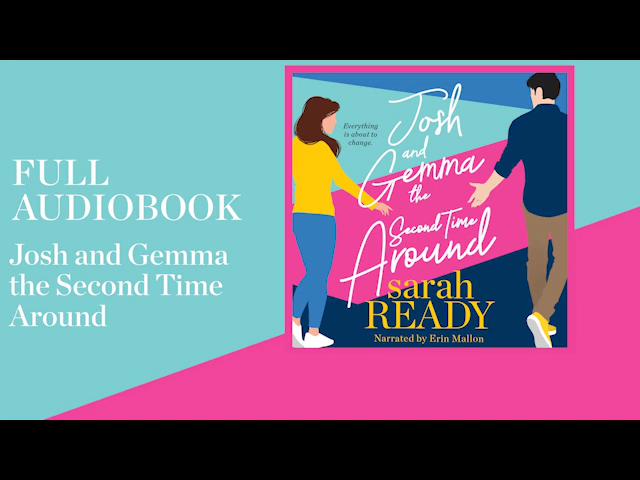 FULL
AUDIOBOOK
Josh and Gemma
the Second Time
Around
Everything
is about to
change.
Josh
and
Gemma
the
Second Time
Around
sarah
READY
Narrated by Erin Mallon